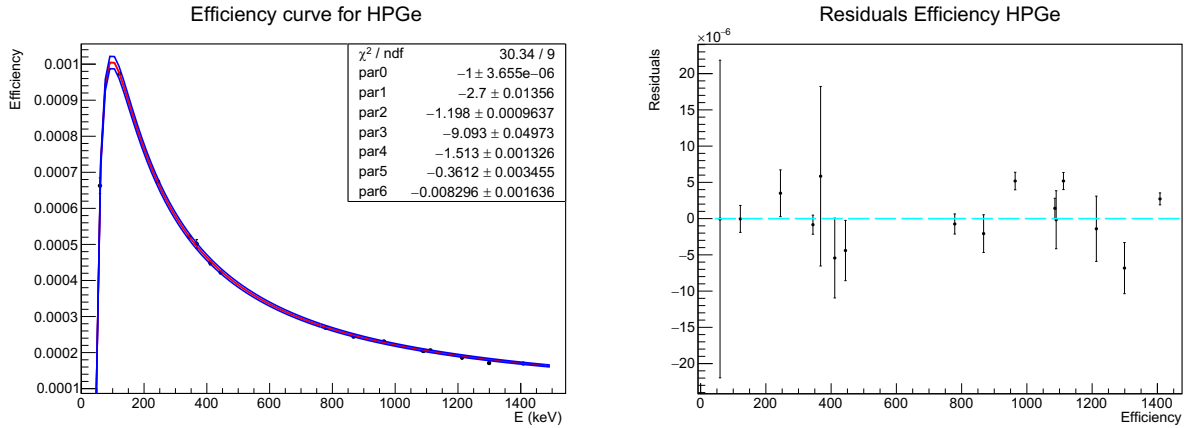 Efficiency curve for HPGe
Efficiency
0.001
0.0009
0.0008
0.0007
0.0006
0.0005
0.0004
0.0003
0.0002
0.0001
0 200 400 600 800 1000 1200 1400
E (keV)
χ² / ndf 30.34 / 9
par0 −1 ± 3.655e−06
par1 −2.7 ± 0.01356
par2 −1.198 ± 0.0009637
par3 −9.093 ± 0.04973
par4 −1.513 ± 0.001326
par5 −0.3612 ± 0.003455
par6 −0.008296 ± 0.001636
Residuals Efficiency HPGe
×10⁻⁶
Residuals
20
15
10
5
0
−5
−10
−15
−20
0 200 400 600 800 1000 1200 1400
Efficiency